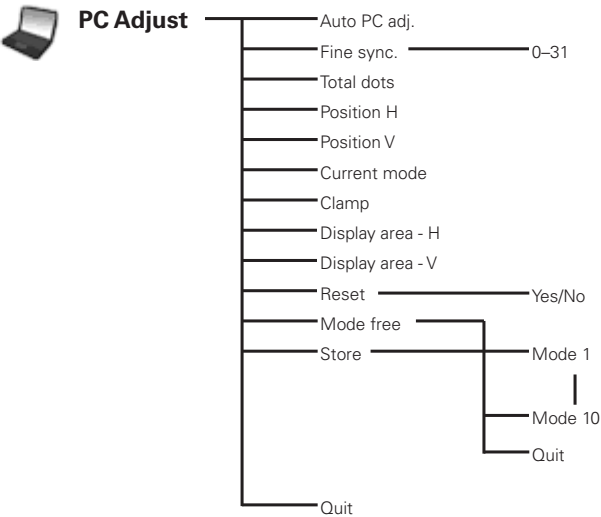 PC Adjust
Auto PC adj.
Fine sync. 0–31
Total dots
Position H
Position V
Current mode
Clamp
Display area - H
Display area - V
Reset Yes/No
Mode free
Store Mode 1
Mode 10
Quit
Quit